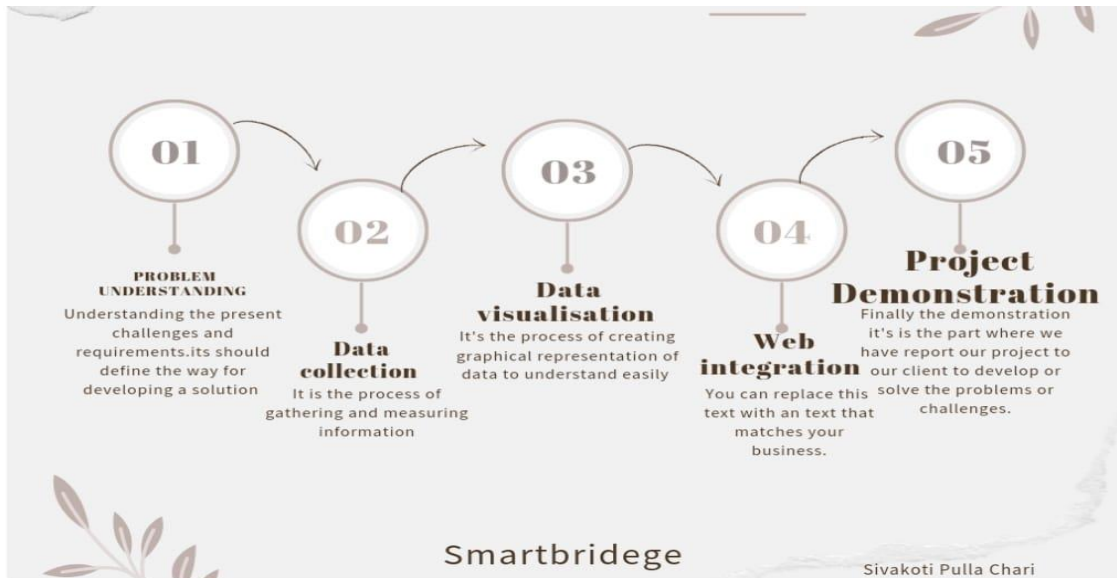 01
PROBLEM
UNDERSTANDING
Understanding the present
challenges and
requirements.its should
define the way for
developing a solution
02
Data
collection
It is the process of
gathering and measuring
information
03
Data
visualisation
It's the process of creating
graphical representation of
data to understand easily
04
Web
integration
You can replace this
text with an text that
matches your
business.
05
Project
Demonstration
Finally the demonstration
it's is the part where we
have report our project to
our client to develop or
solve the problems or
challenges.
Smartbridege
Sivakoti Pulla Chari